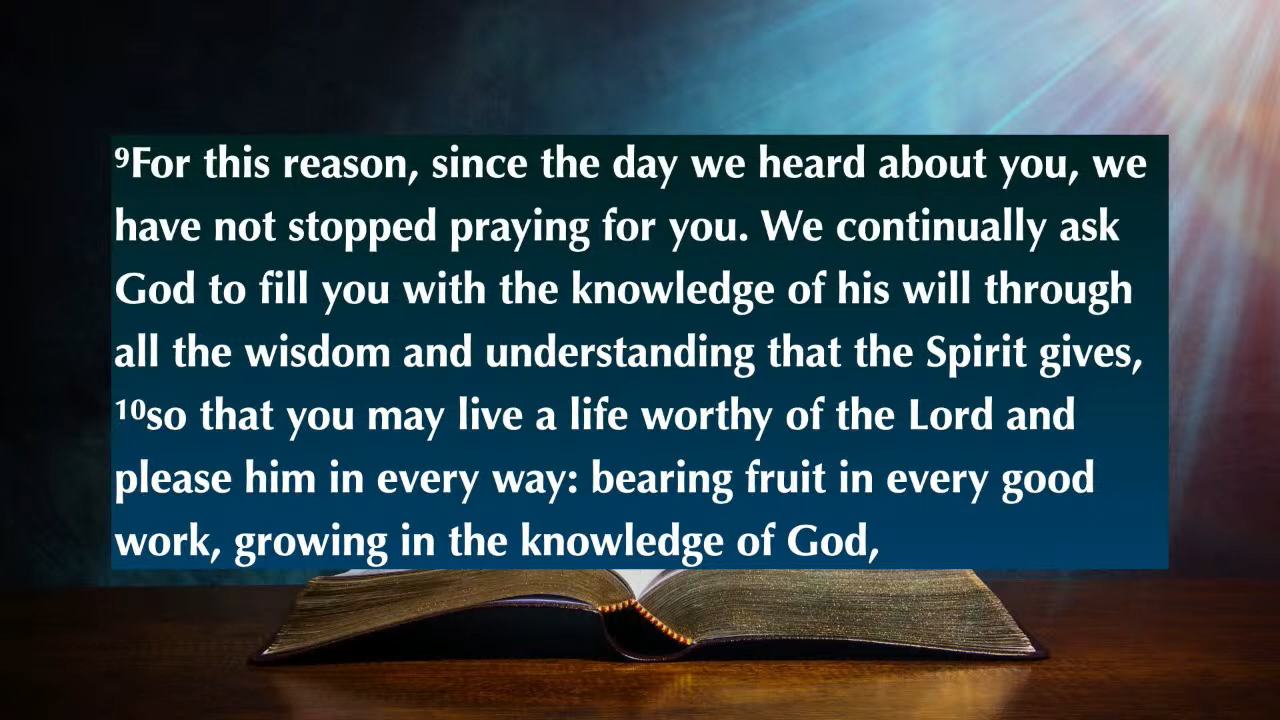 ⁹For this reason, since the day we heard about you, we
have not stopped praying for you. We continually ask
God to fill you with the knowledge of his will through
all the wisdom and understanding that the Spirit gives,
¹⁰so that you may live a life worthy of the Lord and
please him in every way: bearing fruit in every good
work, growing in the knowledge of God,